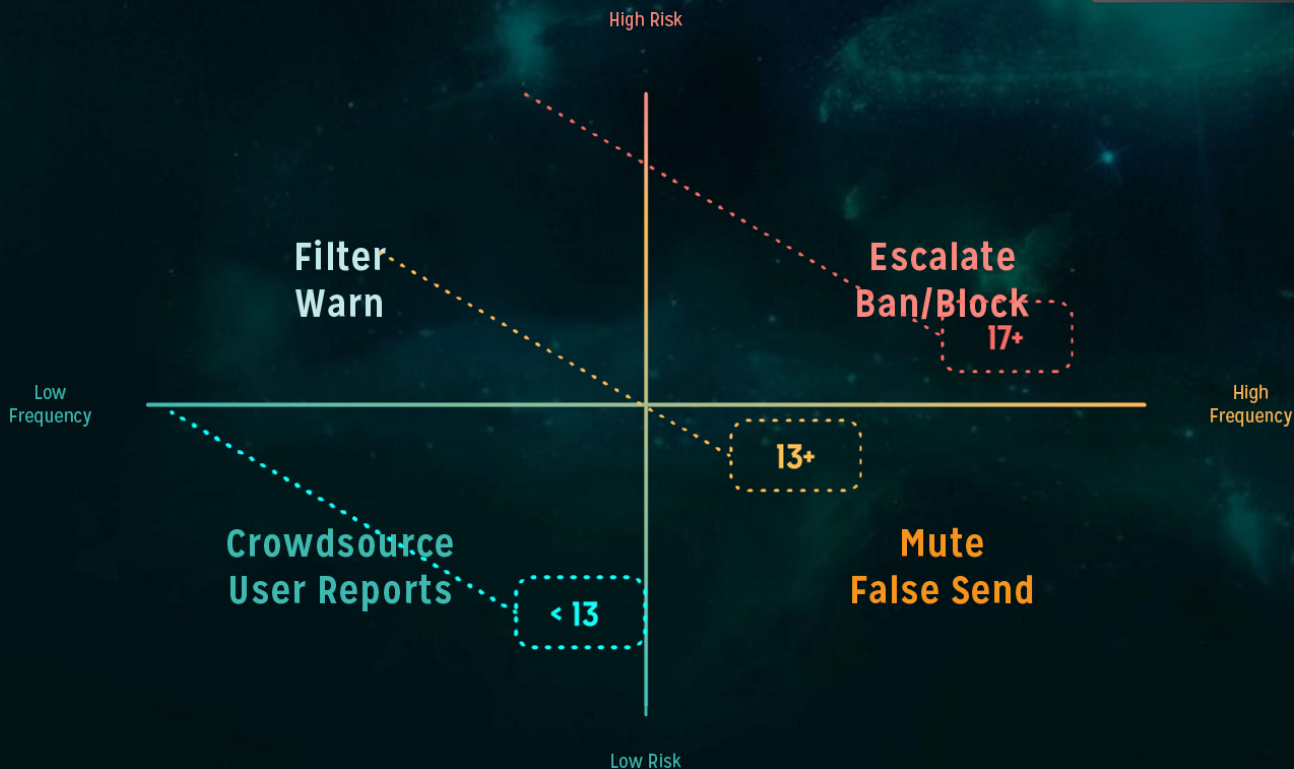 High Risk
Filter
Warn
Escalate
Ban/Block
17+
Low
Frequency
High
Frequency
13+
Crowdsource
User Reports
Mute
False Send
< 13
Low Risk